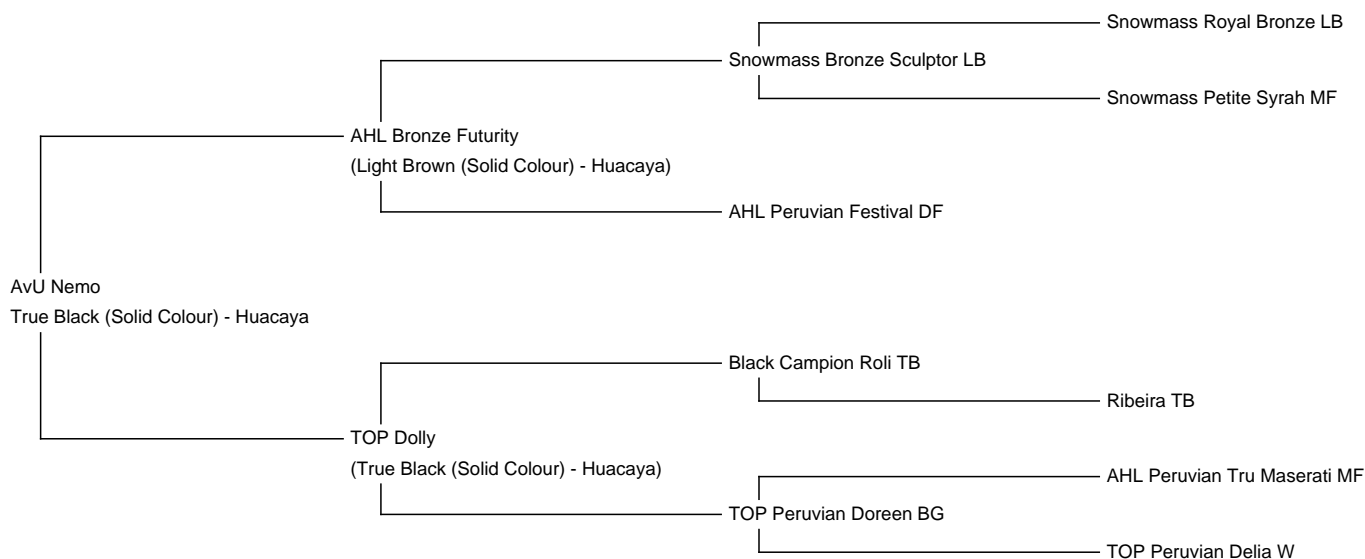 Snowmass Royal Bronze LB
Snowmass Bronze Sculptor LB
Snowmass Petite Syrah MF
AHL Bronze Futurity
(Light Brown (Solid Colour) - Huacaya)
AHL Peruvian Festival DF
AvU Nemo
True Black (Solid Colour) - Huacaya
Black Campion Roli TB
Ribeira TB
TOP Dolly
(True Black (Solid Colour) - Huacaya)
AHL Peruvian Tru Maserati MF
TOP Peruvian Doreen BG
TOP Peruvian Delia W